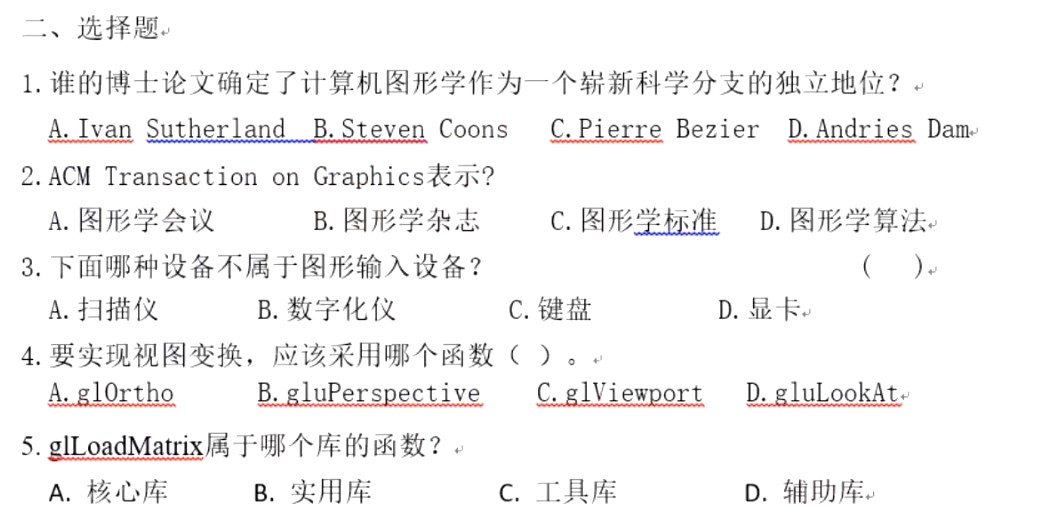 二、选择题
1.谁的博士论文确定了计算机图形学作为一个崭新科学分支的独立地位？
A.Ivan Sutherland B.Steven Coons C.Pierre Bezier D.Andries Dam
2.ACM Transaction on Graphics表示?
A.图形学会议 B.图形学杂志 C.图形学标准 D.图形学算法
3.下面哪种设备不属于图形输入设备？ ( )
A.扫描仪 B.数字化仪 C.键盘 D.显卡
4.要实现视图变换，应该采用哪个函数（ ）。
A.glOrtho B.gluPerspective C.glViewport D.gluLookAt
5.glLoadMatrix属于哪个库的函数？
A. 核心库 B. 实用库 C. 工具库 D. 辅助库